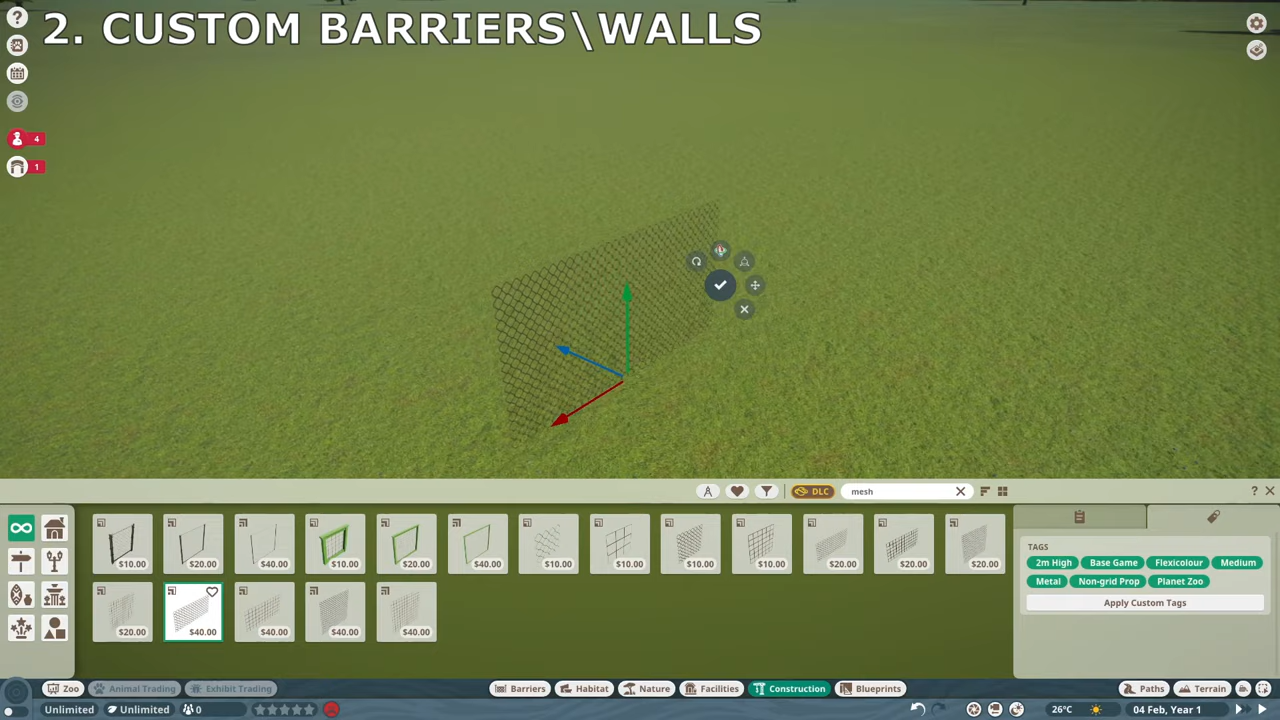 2. CUSTOM BARRIERS\WALLS
4
1
DLC
mesh
$10.00 $20.00 $40.00 $10.00 $20.00 $40.00 $10.00 $10.00 $10.00 $10.00 $20.00 $20.00 $20.00
$20.00 $40.00 $40.00 $40.00 $40.00
TAGS
2m High Base Game Flexicolour Medium
Metal Non-grid Prop Planet Zoo
Apply Custom Tags
Zoo Animal Trading Exhibit Trading Barriers Habitat Nature Facilities Construction Blueprints Paths Terrain
Unlimited Unlimited 0 26°C 04 Feb, Year 1